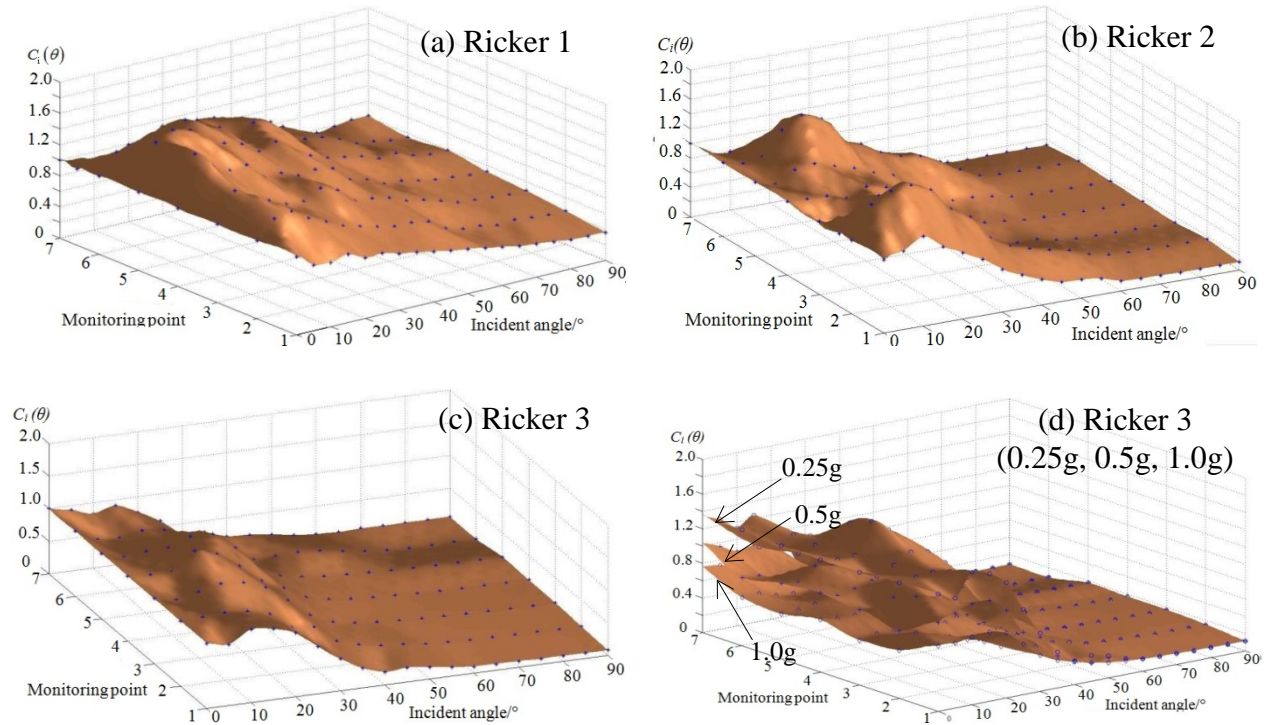 (a) Ricker 1
C_i(θ)
2.0
1.6
1.2
0.8
0.4
0
7
6
5
4
3
2
1
Monitoring point
0 10 20 30 40 50 60 70 80 90
Incident angle/°
(b) Ricker 2
C_i(θ)
2.0
1.6
1.2
0.8
0.4
0
7
6
5
4
3
2
1
Monitoring point
0 10 20 30 40 50 60 70 80 90
Incident angle/°
(c) Ricker 3
C_i(θ)
2.0
1.5
1.0
0.5
0
7
6
5
4
3
2
1
Monitoring point
0 10 20 30 40 50 60 70 80 90
Incident angle/°
(d) Ricker 3
(0.25g, 0.5g, 1.0g)
C_i(θ)
2.0
1.6
1.2
0.8
0.4
0
0.25g
0.5g
1.0g
7
6
5
4
3
2
1
Monitoring point
0 10 20 30 40 50 60 70 80 90
Incident angle/°